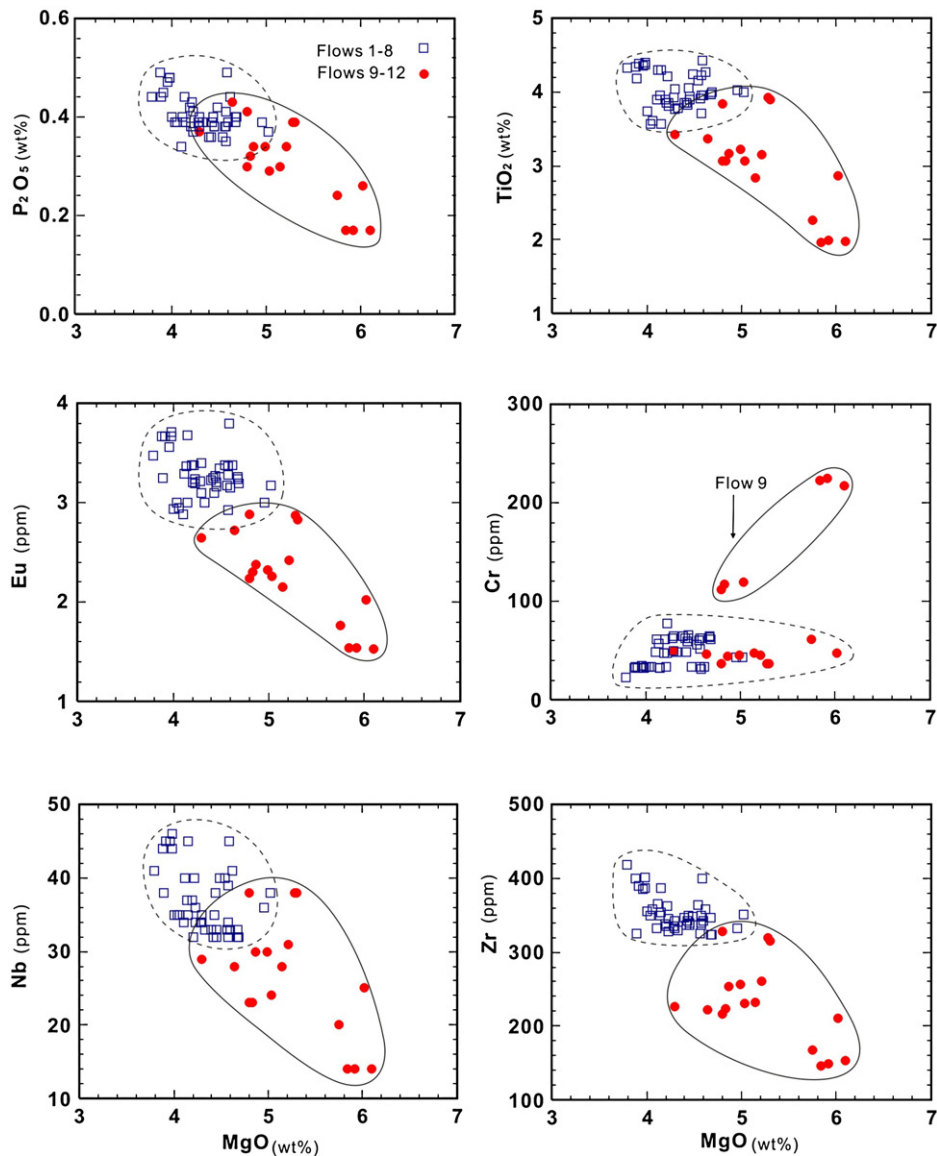 0.6
0.4
0.2
0.0
P2 O5 (wt%)
Flows 1-8
Flows 9-12
3 4 5 6 7
5
4
3
2
1
TiO2 (wt%)
3 4 5 6 7
4
3
2
1
Eu (ppm)
3 4 5 6 7
300
200
100
0
Cr (ppm)
Flow 9
3 4 5 6 7
50
40
30
20
10
Nb (ppm)
3 4 5 6 7
MgO (wt%)
500
400
300
200
100
Zr (ppm)
3 4 5 6 7
MgO (wt%)